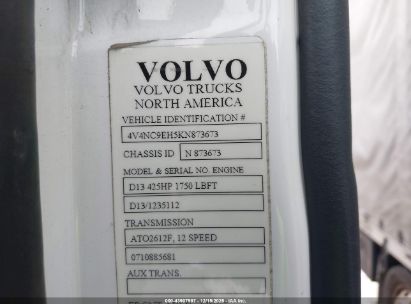 VOLVO
VOLVO TRUCKS
NORTH AMERICA
VEHICLE IDENTIFICATION #
4V4NC9EH5KN873673
CHASSIS ID N 873673
MODEL & SERIAL NO. ENGINE
D13 425HP 1750 LBFT
D13/1235112
TRANSMISSION
ATO2612F, 12 SPEED
0710885681
AUX TRANS.